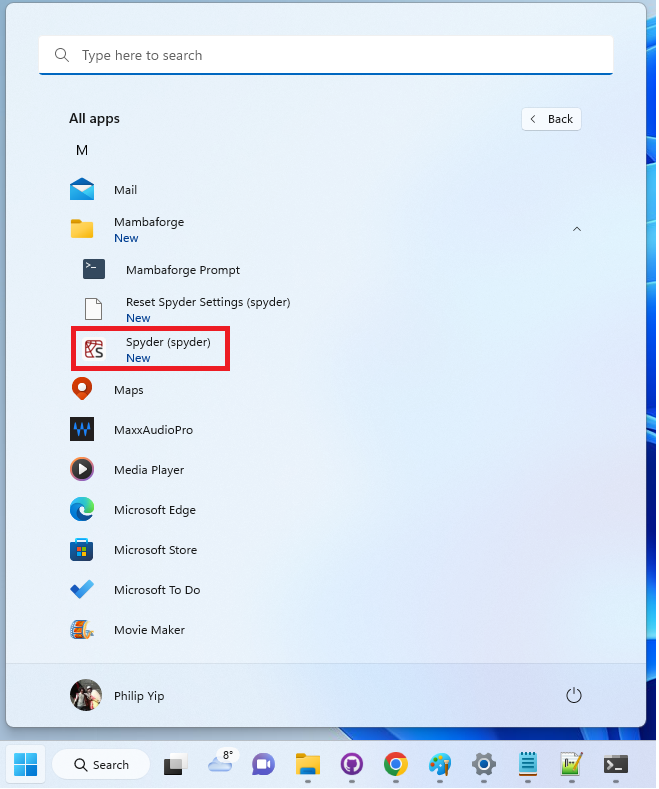 Type here to search
All apps
Back
M
Mail
Mambaforge
New
Mambaforge Prompt
Reset Spyder Settings (spyder)
New
Spyder (spyder)
New
Maps
MaxxAudioPro
Media Player
Microsoft Edge
Microsoft Store
Microsoft To Do
Movie Maker
Philip Yip
Search
8°